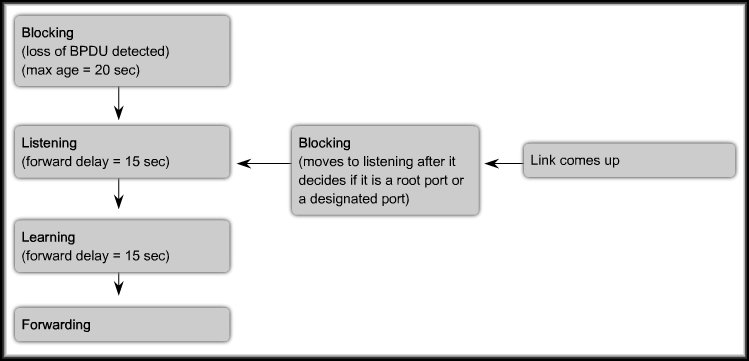 Blocking
(loss of BPDU detected)
(max age = 20 sec)
Listening
(forward delay = 15 sec)
Blocking
(moves to listening after it
decides if it is a root port or
a designated port)
Link comes up
Learning
(forward delay = 15 sec)
Forwarding